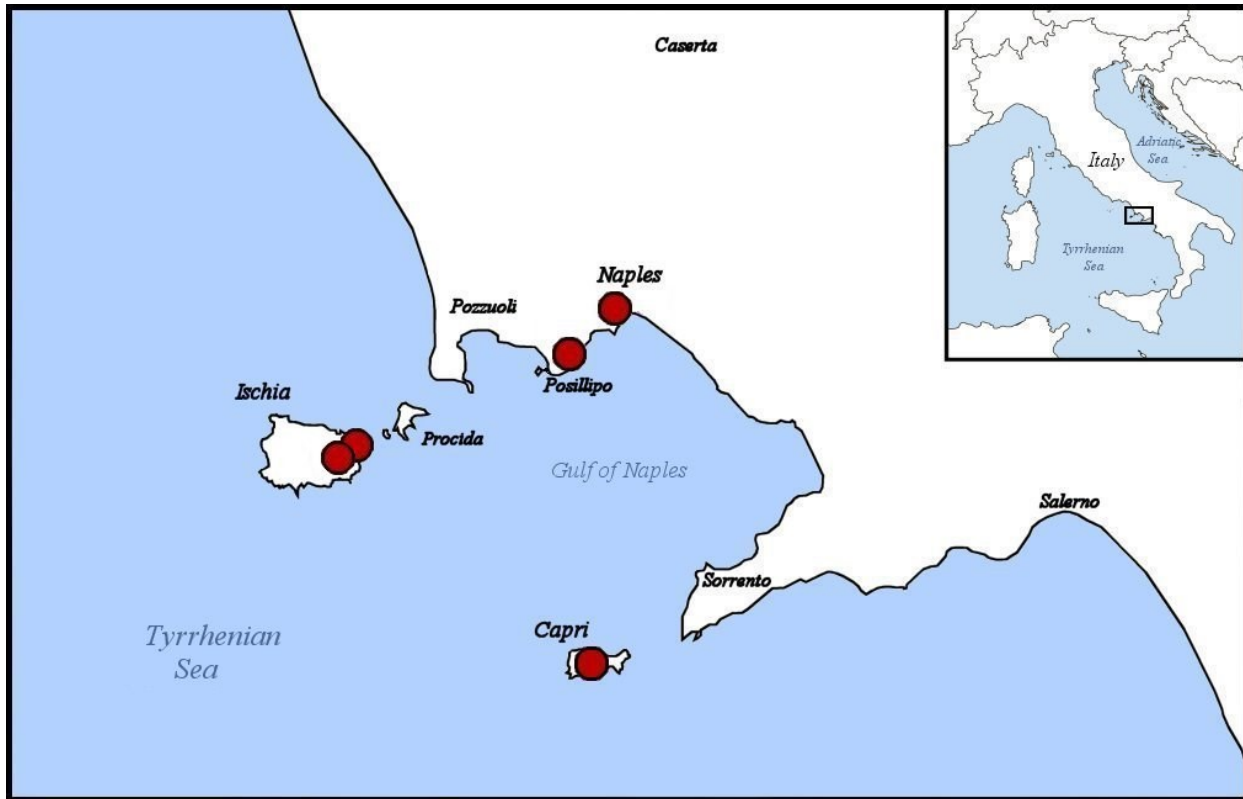 Caserta
Naples
Pozzuoli
Posillipo
Ischia
Procida
Gulf of Naples
Salerno
Sorrento
Capri
Tyrrhenian
Sea
Italy
Adriatic
Sea
Tyrrhenian
Sea